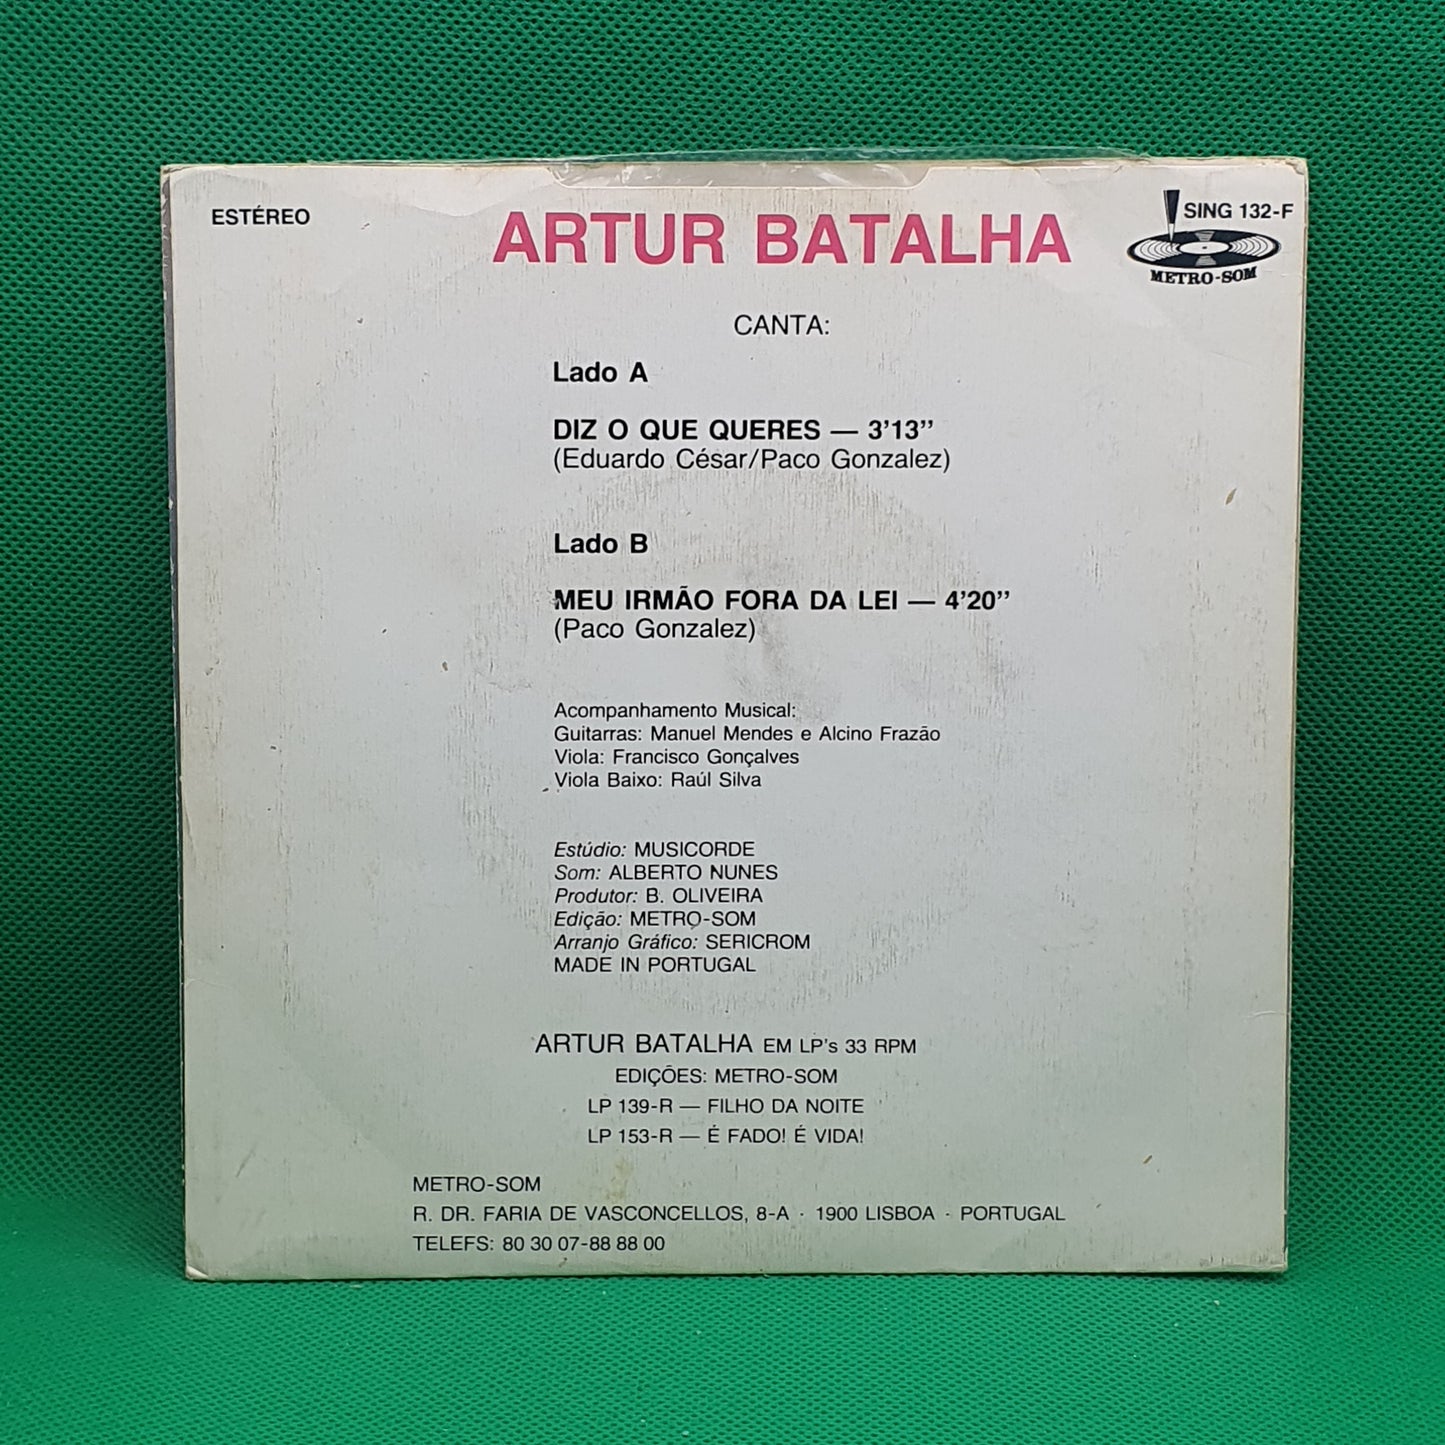 ESTÉREO
ARTUR BATALHA
SING 132-F
METRO-SOM
CANTA:
Lado A
DIZ O QUE QUERES — 3'13''
(Eduardo César/Paco Gonzalez)
Lado B
MEU IRMÃO FORA DA LEI — 4'20''
(Paco Gonzalez)
Acompanhamento Musical:
Guitarras: Manuel Mendes e Alcino Frazão
Viola: Francisco Gonçalves
Viola Baixo: Raúl Silva
Estúdio: MUSICORDE
Som: ALBERTO NUNES
Produtor: B. OLIVEIRA
Edição: METRO-SOM
Arranjo Gráfico: SERICROM
MADE IN PORTUGAL
ARTUR BATALHA EM LP's 33 RPM
EDIÇÕES: METRO-SOM
LP 139-R — FILHO DA NOITE
LP 153-R — É FADO! É VIDA!
METRO-SOM
R. DR. FARIA DE VASCONCELLOS, 8-A · 1900 LISBOA · PORTUGAL
TELEFS: 80 30 07-88 88 00